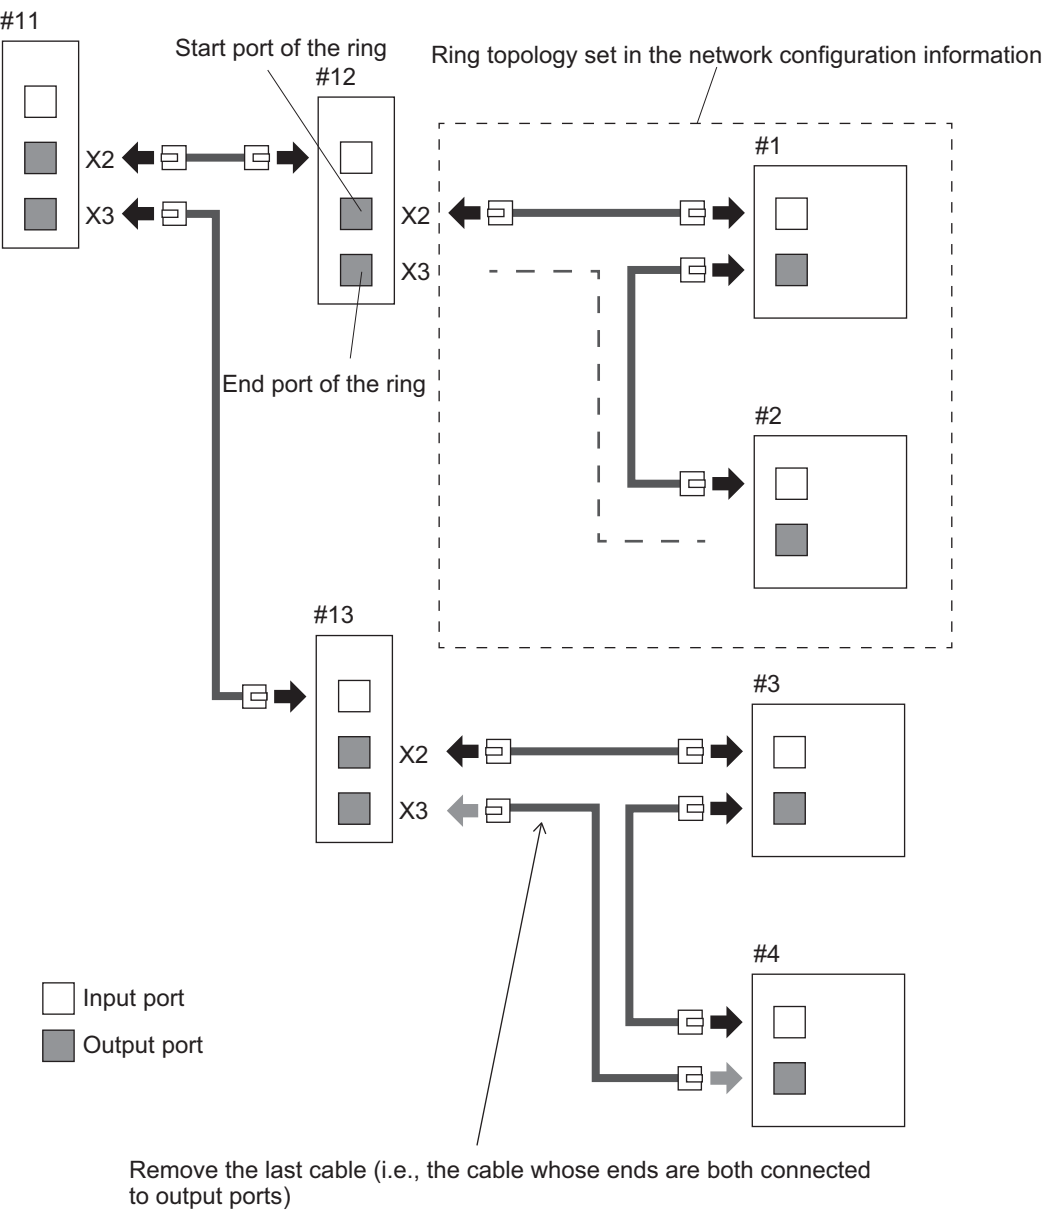 #11
Start port of the ring
Ring topology set in the network configuration information
#12
#1
X2
X3
X2
X3
End port of the ring
#2
#13
#3
X2
X3
#4
Input port
Output port
Remove the last cable (i.e., the cable whose ends are both connected
to output ports)